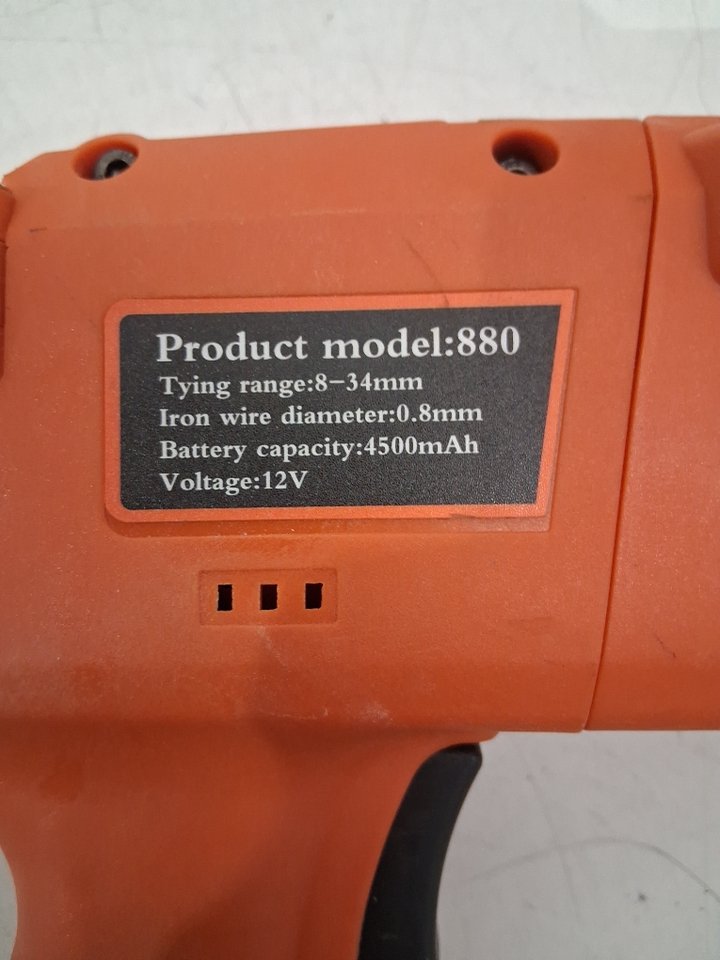 Product model:880
Tying range:8-34mm
Iron wire diameter:0.8mm
Battery capacity:4500mAh
Voltage:12V